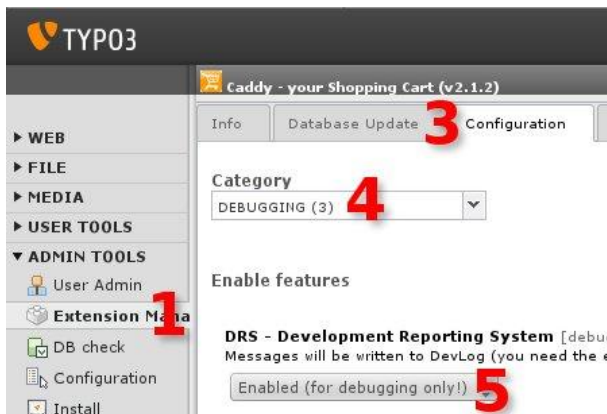 TYPO3
Caddy - your Shopping Cart (v2.1.2)
Info Database Update 3 Configuration
WEB
FILE
MEDIA
USER TOOLS
ADMIN TOOLS
User Admin
1 Extension Mana
DB check
Configuration
Install
Category
DEBUGGING (3) 4
Enable features
DRS - Development Reporting System [debu
Messages will be written to DevLog (you need the e
Enabled (for debugging only!) 5